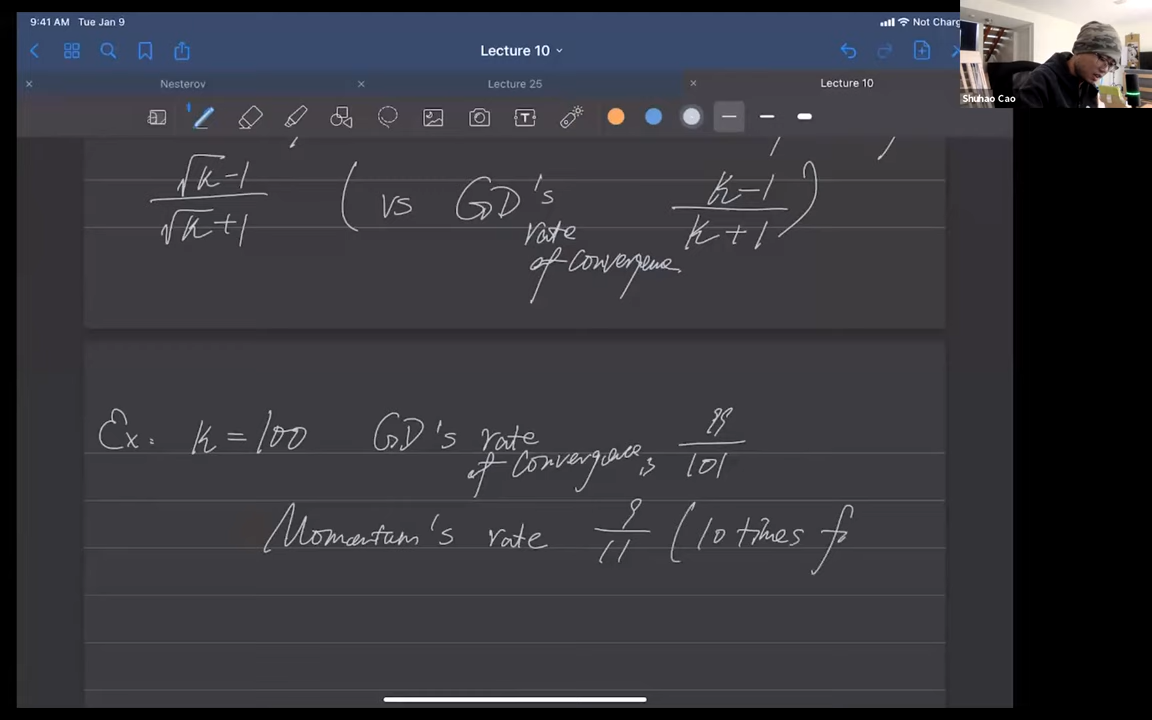 9:41 AM Tue Jan 9
Not Charg
Lecture 10
Nesterov
Lecture 25
Lecture 10
Shuhao Cao
√k-1 / √k+1 ( vs GD's rate of convergence k-1 / k+1 )
Ex: k = 100 GD's rate of convergence is 99 / 101
Momentum's rate 9 / 11 ( 10 times f